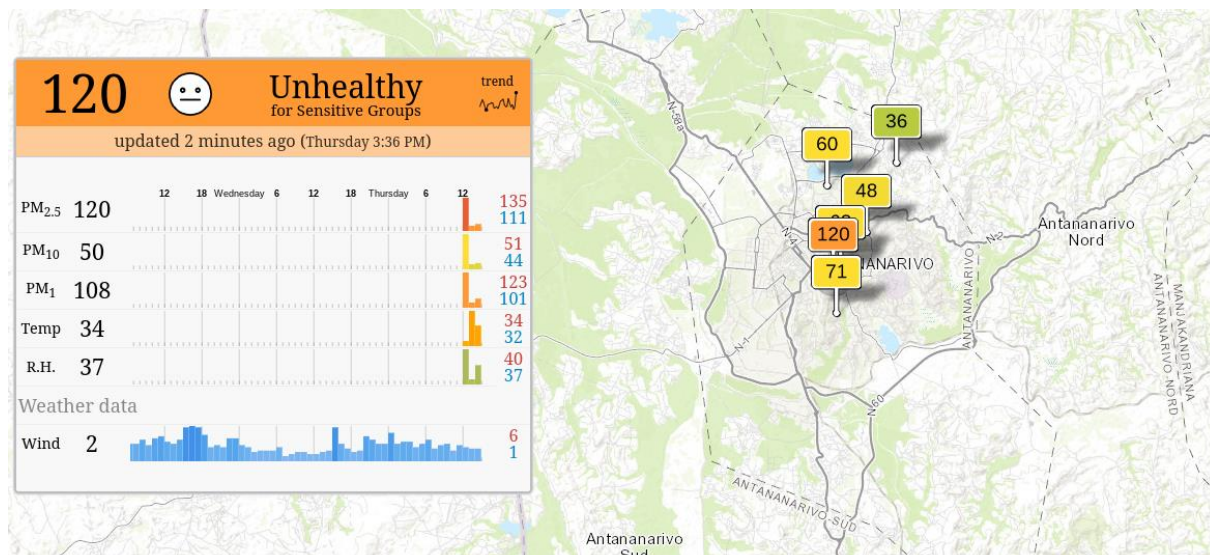 120
Unhealthy
for Sensitive Groups
trend
updated 2 minutes ago (Thursday 3:36 PM)
12 18 Wednesday 6 12 18 Thursday 6 12
PM2.5 120 135 111
PM10 50 51 44
PM1 108 123 101
Temp 34 34 32
R.H. 37 40 37
Weather data
Wind 2 6 1
36
60
48
120
71
N-58a
N-4
N-2
N-1
N60
Antananarivo
Nord
ANTANANARIVO
ANTANANARIVO-NORD
MANJAKANDRIANA
ANTANANARIVO-SUD
Antananarivo
Sud